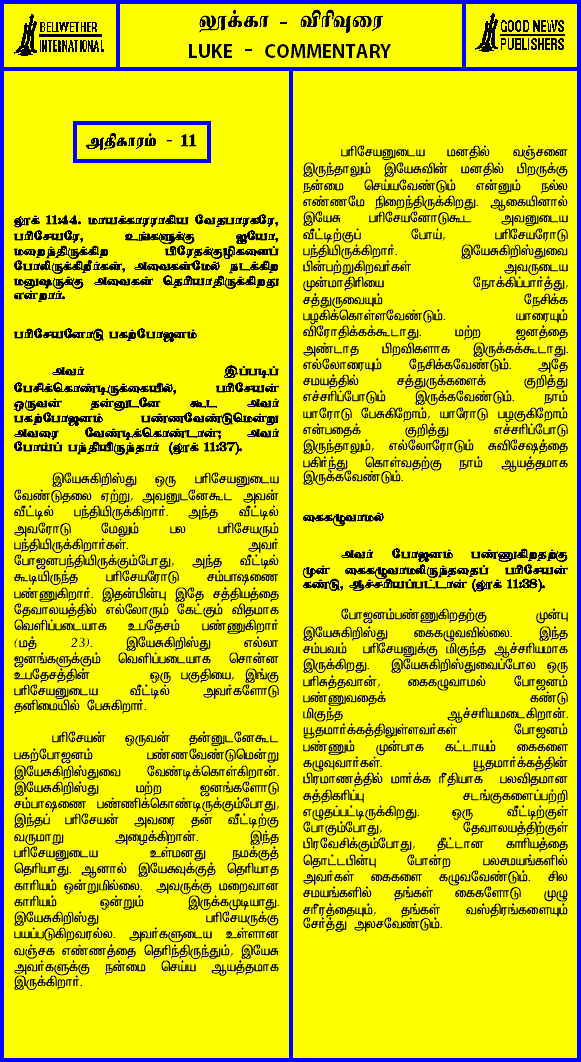 BELLWETHER
INTERNATIONAL
லூக்கா - விரிவுரை
LUKE - COMMENTARY
GOOD NEWS
PUBLISHERS
அதிகாரம் - 11
லூக் 11:44. மாயக்காரராகிய வேதபாரகரே,
பரிசேயரே, உங்களுக்கு ஐயோ,
மறைந்திருக்கிற பிரேதக்குழிகளைப்
போலிருக்கிறீர்கள், அவைகள்மேல் நடக்கிற
மனுஷருக்கு அவைகள் தெரியாதிருக்கிறது
என்றார்.
பரிசேயனோடு பகற்போஜனம்
அவர் இப்படிப்
பேசிக்கொண்டிருக்கையில், பரிசேயன்
ஒருவன் தன்னுடனே கூட அவர்
பகற்போஜனம் பண்ணவேண்டுமென்று
அவரை வேண்டிக்கொண்டான்; அவர்
போய்ப் பந்தியிருந்தார் (லூக் 11:37).
இயேசுகிறிஸ்து ஒரு பரிசேயனுடைய
வேண்டுதலை ஏற்று, அவனுடனேகூட அவன்
வீட்டில் பந்தியிருக்கிறார். அந்த வீட்டில்
அவரோடு மேலும் பல பரிசேயரும்
பந்தியிருக்கிறார்கள். அவர்
போஜனபந்தியிருக்கும்போது, அந்த வீட்டில்
கூடியிருந்த பரிசேயரோடு சம்பாஷணை
பண்ணுகிறார். இதன்பின்பு இதே சத்தியத்தை
தேவாலயத்தில் எல்லோரும் கேட்கும் விதமாக
வெளிப்படையாக உபதேசம் பண்ணுகிறார்
(மத் 23). இயேசுகிறிஸ்து எல்லா
ஜனங்களுக்கும் வெளிப்படையாக சொன்ன
உபதேசத்தின் ஒரு பகுதியை, இங்கு
பரிசேயனுடைய வீட்டில் அவர்களோடு
தனிமையில் பேசுகிறார்.
பரிசேயன் ஒருவன் தன்னுடனேகூட
பகற்போஜனம் பண்ணவேண்டுமென்று
இயேசுகிறிஸ்துவை வேண்டிக்கொள்கிறான்.
இயேசுகிறிஸ்து மற்ற ஜனங்களோடு
சம்பாஷணை பண்ணிக்கொண்டிருக்கும்போது,
இந்தப் பரிசேயன் அவரை தன் வீட்டிற்கு
வருமாறு அழைக்கிறான். இந்த
பரிசேயனுடைய உள்மனது நமக்குத்
தெரியாது. ஆனால் இயேசுவுக்குத் தெரியாத
காரியம் ஒன்றுமில்லை. அவருக்கு மறைவான
காரியம் ஒன்றும் இருக்கமுடியாது.
இயேசுகிறிஸ்து பரிசேயருக்கு
பயப்படுகிறவரல்ல. அவர்களுடைய உள்ளான
வஞ்சக எண்ணத்தை தெரிந்திருந்தும், இயேசு
அவர்களுக்கு நன்மை செய்ய ஆயத்தமாக
இருக்கிறார்.
பரிசேயனுடைய மனதில் வஞ்சனை
இருந்தாலும் இயேசுவின் மனதில் பிறருக்கு
நன்மை செய்யவேண்டும் என்னும் நல்ல
எண்ணமே நிறைந்திருக்கிறது. ஆகையினால்
இயேசு பரிசேயனோடுகூட அவனுடைய
வீட்டிற்குப் போய், பரிசேயரோடு
பந்தியிருக்கிறார். இயேசுகிறிஸ்துவை
பின்பற்றுகிறவர்கள் அவருடைய
முன்மாதிரியை நோக்கிப்பார்த்து,
சத்துருவையும் நேசிக்க
பழகிக்கொள்ளவேண்டும். யாரையும்
விரோதிக்கக்கூடாது. மற்ற ஜனத்தை
அண்டாத பிறவிகளாக இருக்கக்கூடாது.
எல்லோரையும் நேசிக்கவேண்டும். அதே
சமயத்தில் சத்துருக்களைக் குறித்து
எச்சரிப்போடும் இருக்கவேண்டும். நாம்
யாரோடு பேசுகிறோம், யாரோடு பழகுகிறோம்
என்பதைக் குறித்து எச்சரிப்போடு
இருந்தாலும், எல்லோரோடும் சுவிசேஷத்தை
பகிர்ந்து கொள்வதற்கு நாம் ஆயத்தமாக
இருக்கவேண்டும்.
கைகழுவாமல்
அவர் போஜனம் பண்ணுகிறதற்கு
முன் கைகழுவாமலிருந்ததைப் பரிசேயன்
கண்டு, ஆச்சரியப்பட்டான் (லூக் 11:38).
போஜனம்பண்ணுகிறதற்கு முன்பு
இயேசுகிறிஸ்து கைகழுவவில்லை. இந்த
சம்பவம் பரிசேயனுக்கு மிகுந்த ஆச்சரியமாக
இருக்கிறது. இயேசுகிறிஸ்துவைப்போல ஒரு
பரிசுத்தவான், கைகழுவாமல் போஜனம்
பண்ணுவதைக் கண்டு
மிகுந்த ஆச்சரியமடைகிறான்.
யூதமார்க்கத்திலுள்ளவர்கள் போஜனம்
பண்ணும் முன்பாக கட்டாயம் கைகளை
கழுவுவார்கள். யூதமார்க்கத்தின்
பிரமாணத்தில் மார்க்க ரீதியாக பலவிதமான
சுத்திகரிப்பு சடங்குகளைப்பற்றி
எழுதப்பட்டிருக்கிறது. ஒரு வீட்டிற்குள்
போகும்போது, தேவாலயத்திற்குள்
பிரவேசிக்கும்போது, தீட்டான காரியத்தை
தொட்டபின்பு போன்ற பலசமயங்களில்
அவர்கள் கைகளை கழுவவேண்டும். சில
சமயங்களில் தங்கள் கைகளோடு முழு
சரீரத்தையும், தங்கள் வஸ்திரங்களையும்
சேர்த்து அலசவேண்டும்.